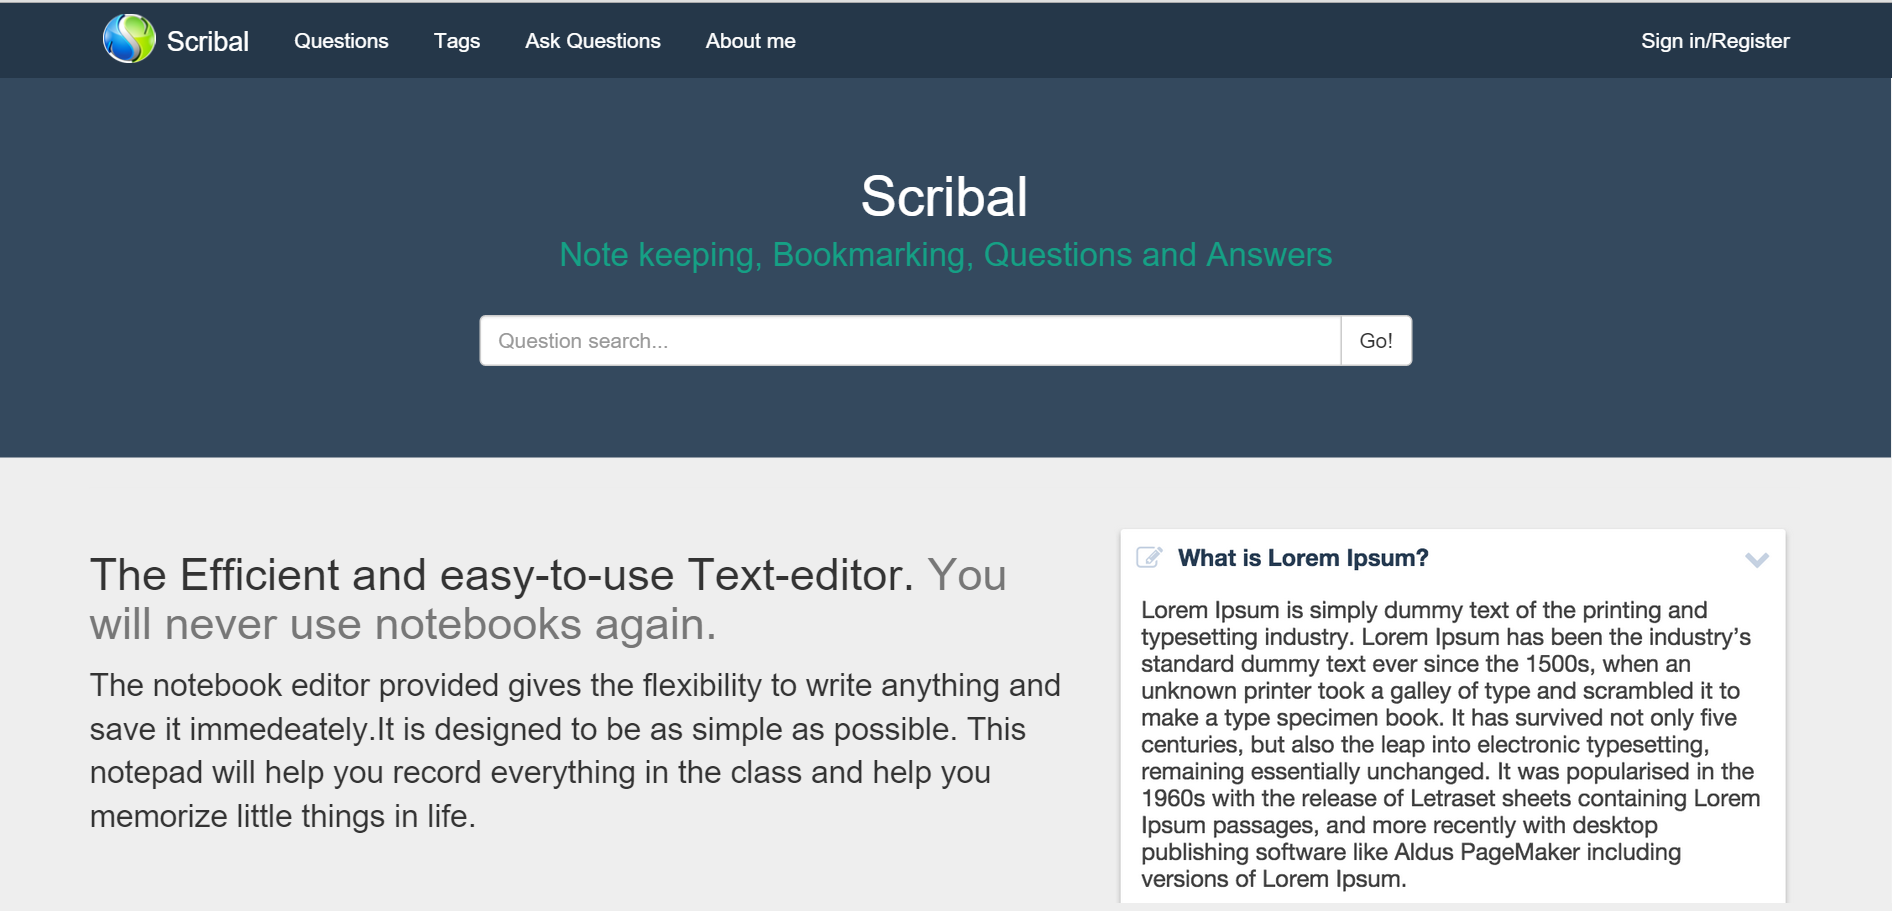 Scribal Questions Tags Ask Questions About me Sign in/Register
Scribal
Note keeping, Bookmarking, Questions and Answers
Question search... Go!
The Efficient and easy-to-use Text-editor. You
will never use notebooks again.
The notebook editor provided gives the flexibility to write anything and
save it immedeately.It is designed to be as simple as possible. This
notepad will help you record everything in the class and help you
memorize little things in life.
What is Lorem Ipsum?
Lorem Ipsum is simply dummy text of the printing and
typesetting industry. Lorem Ipsum has been the industry’s
standard dummy text ever since the 1500s, when an
unknown printer took a galley of type and scrambled it to
make a type specimen book. It has survived not only five
centuries, but also the leap into electronic typesetting,
remaining essentially unchanged. It was popularised in the
1960s with the release of Letraset sheets containing Lorem
Ipsum passages, and more recently with desktop
publishing software like Aldus PageMaker including
versions of Lorem Ipsum.